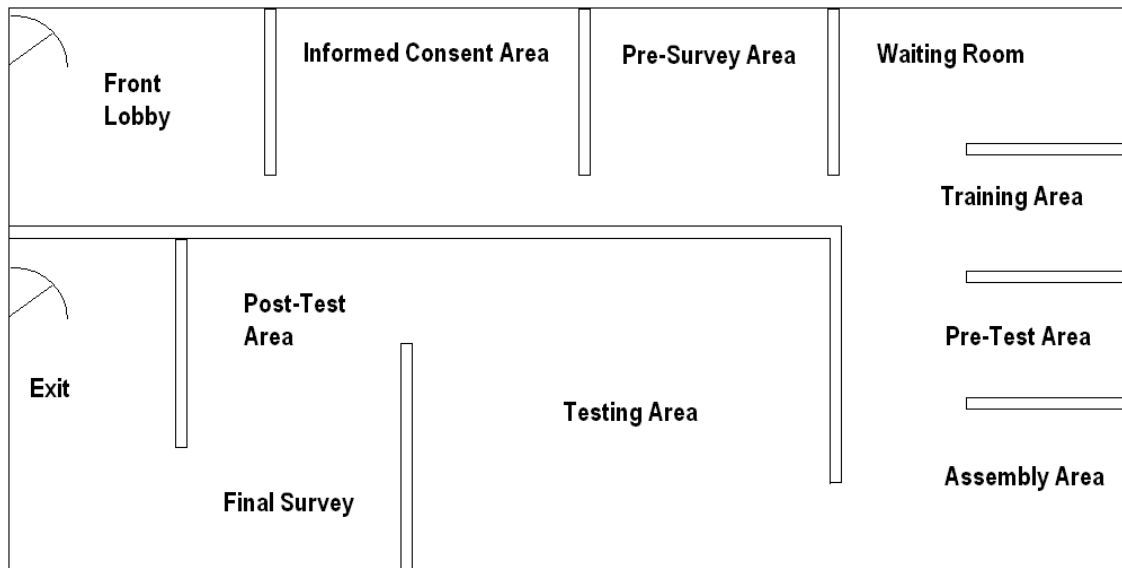 Informed Consent Area
Pre-Survey Area
Waiting Room
Front
Lobby
Training Area
Post-Test
Area
Pre-Test Area
Exit
Testing Area
Assembly Area
Final Survey